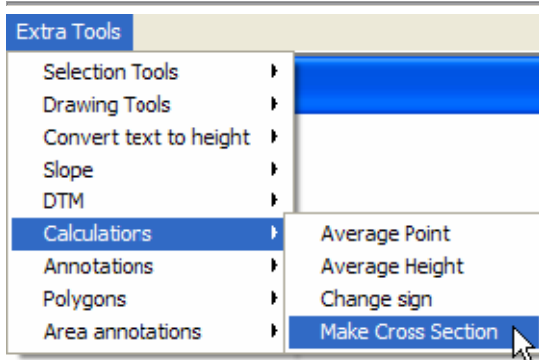 Extra Tools
Selection Tools
Drawing Tools
Convert text to height
Slope
DTM
Calculations
Annotations
Polygons
Area annotations
Average Point
Average Height
Change sign
Make Cross Section